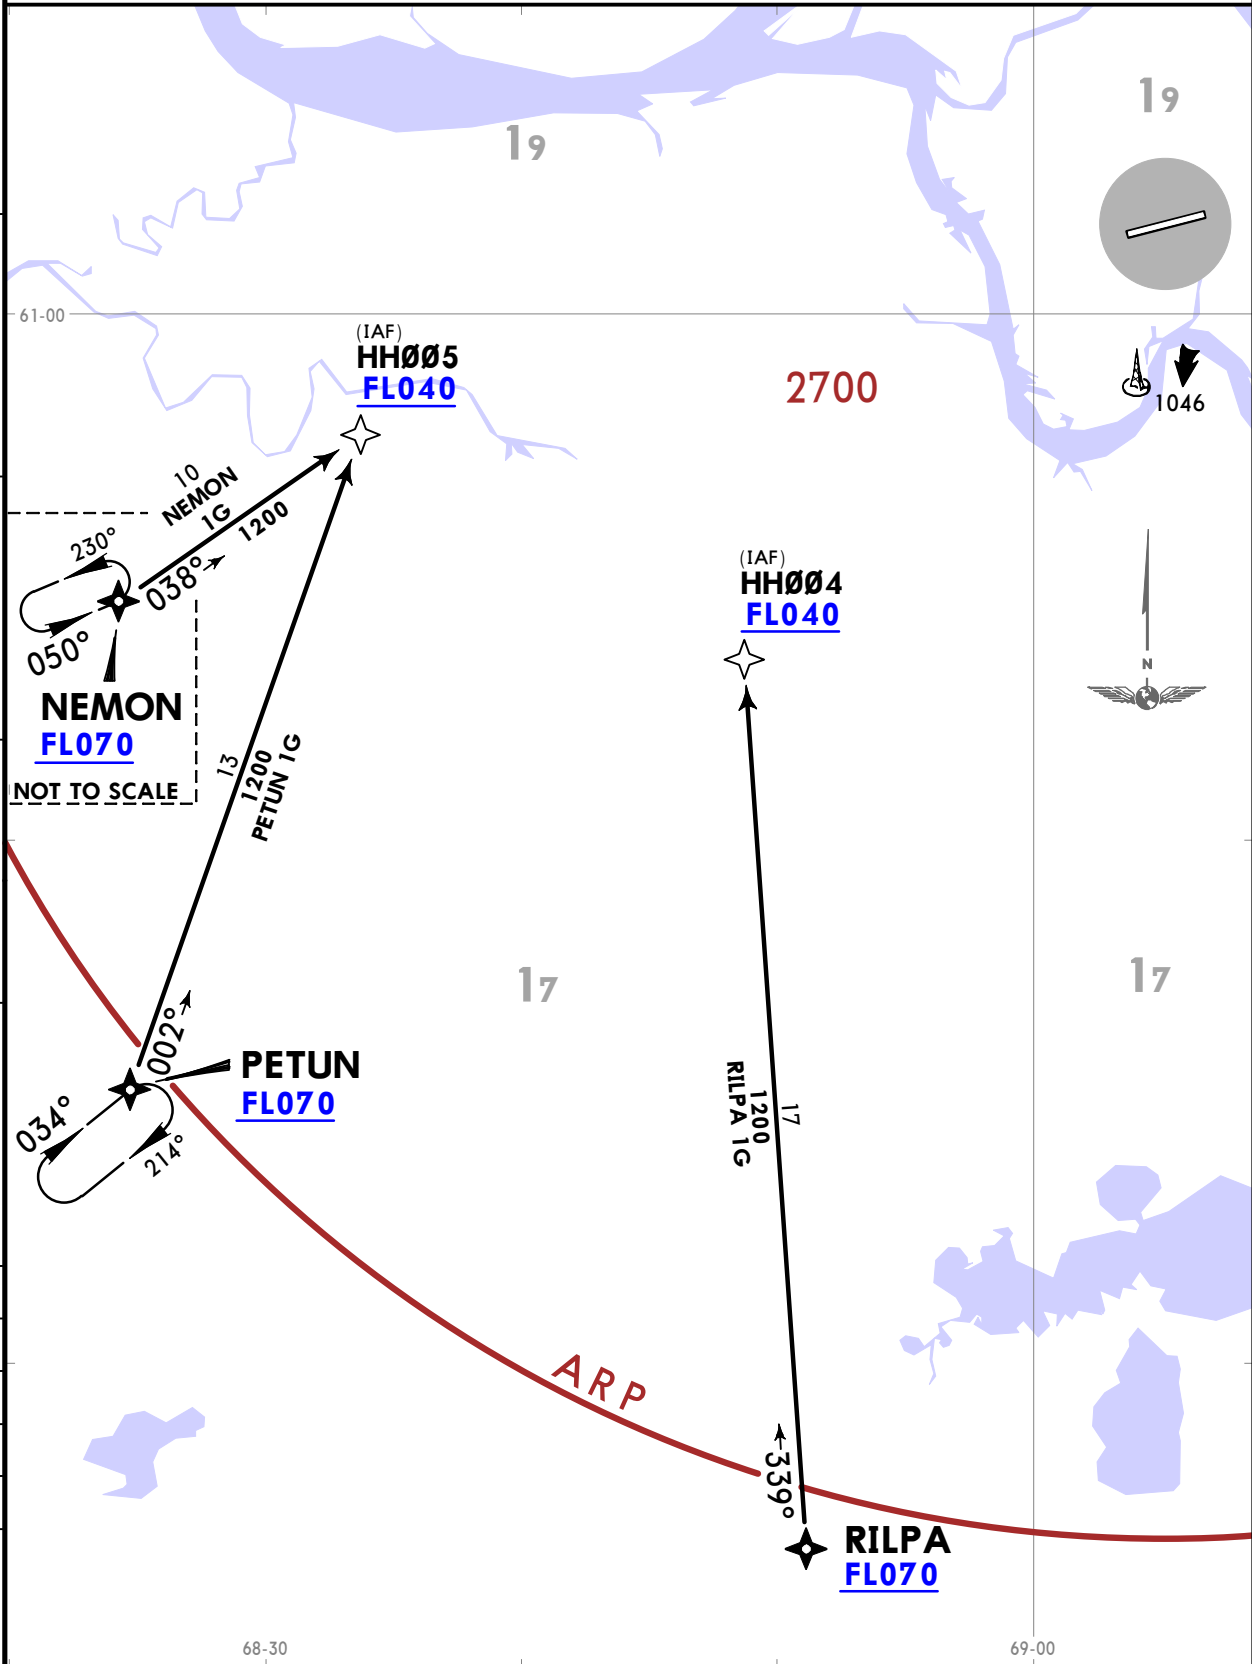 19
19
61-00
(IAF)
HHØØ5
FL040
2700
1046
10
NEMON
1G
1200
038°
230°
050°
NEMON
FL070
NOT TO SCALE
(IAF)
HHØØ4
FL040
N
13
1200
PETUN 1G
17
17
002°
PETUN
FL070
034°
214°
17
1200
RILPA 1G
ARP
339°
RILPA
FL070
68-30
69-00